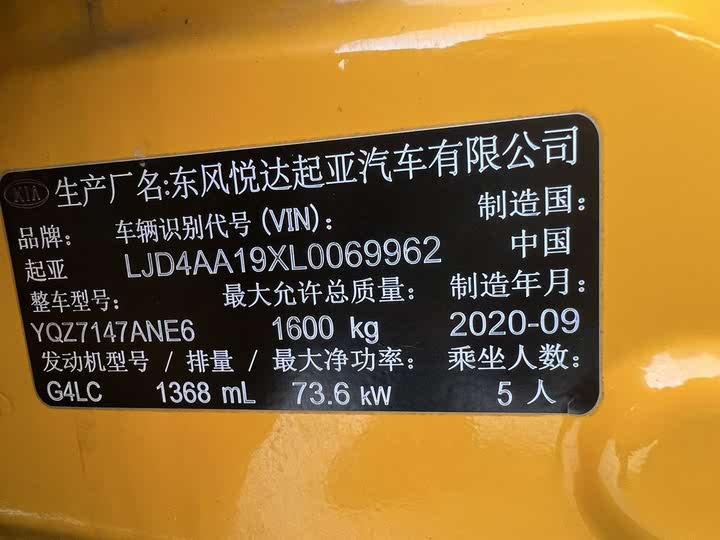 KIA 生产厂名:东风悦达起亚汽车有限公司
品牌: 车辆识别代号(VIN): 制造国:
起亚 LJD4AA19XL0069962 中国
整车型号: 最大允许总质量: 制造年月:
YQZ7147ANE6 1600 kg 2020-09
发动机型号 / 排量 / 最大净功率: 乘坐人数:
G4LC 1368 mL 73.6 kW 5 人